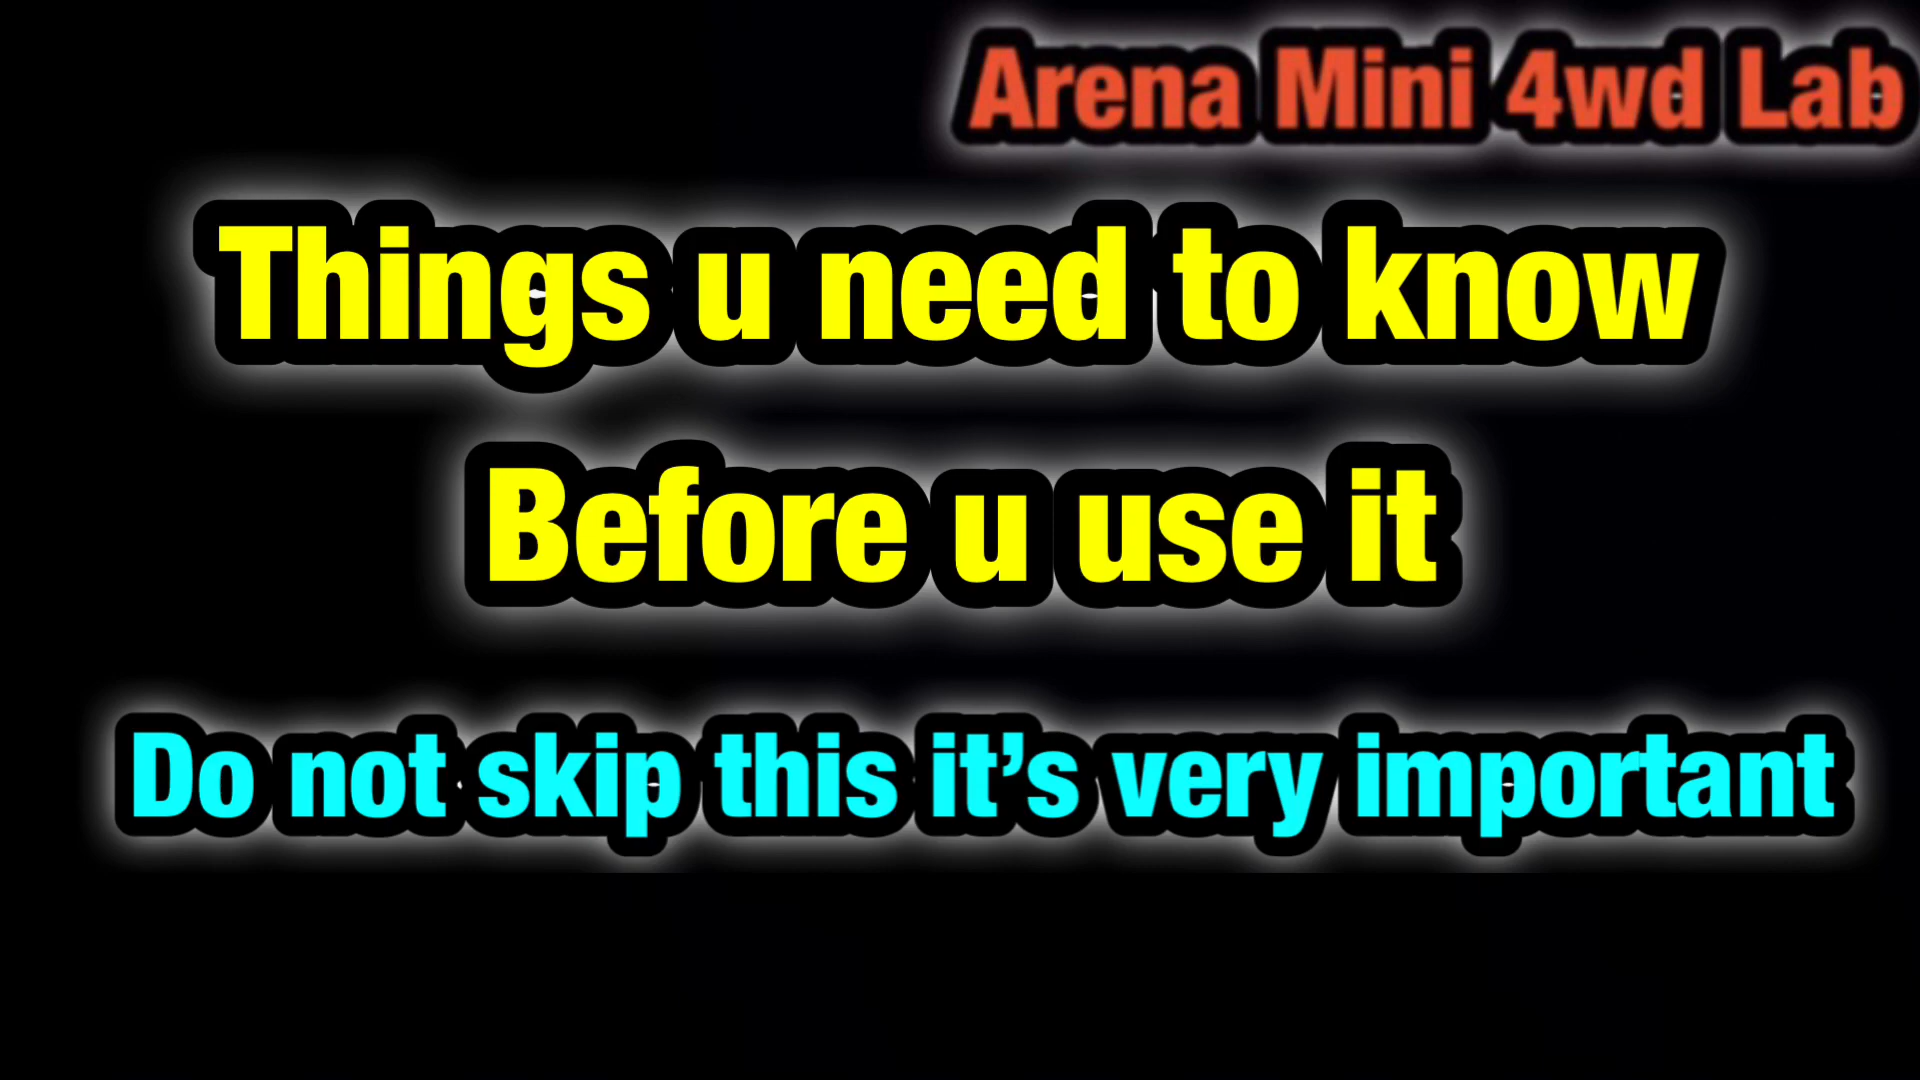 Arena Mini 4wd Lab
Things u need to know
Before u use it
Do not skip this it’s very important